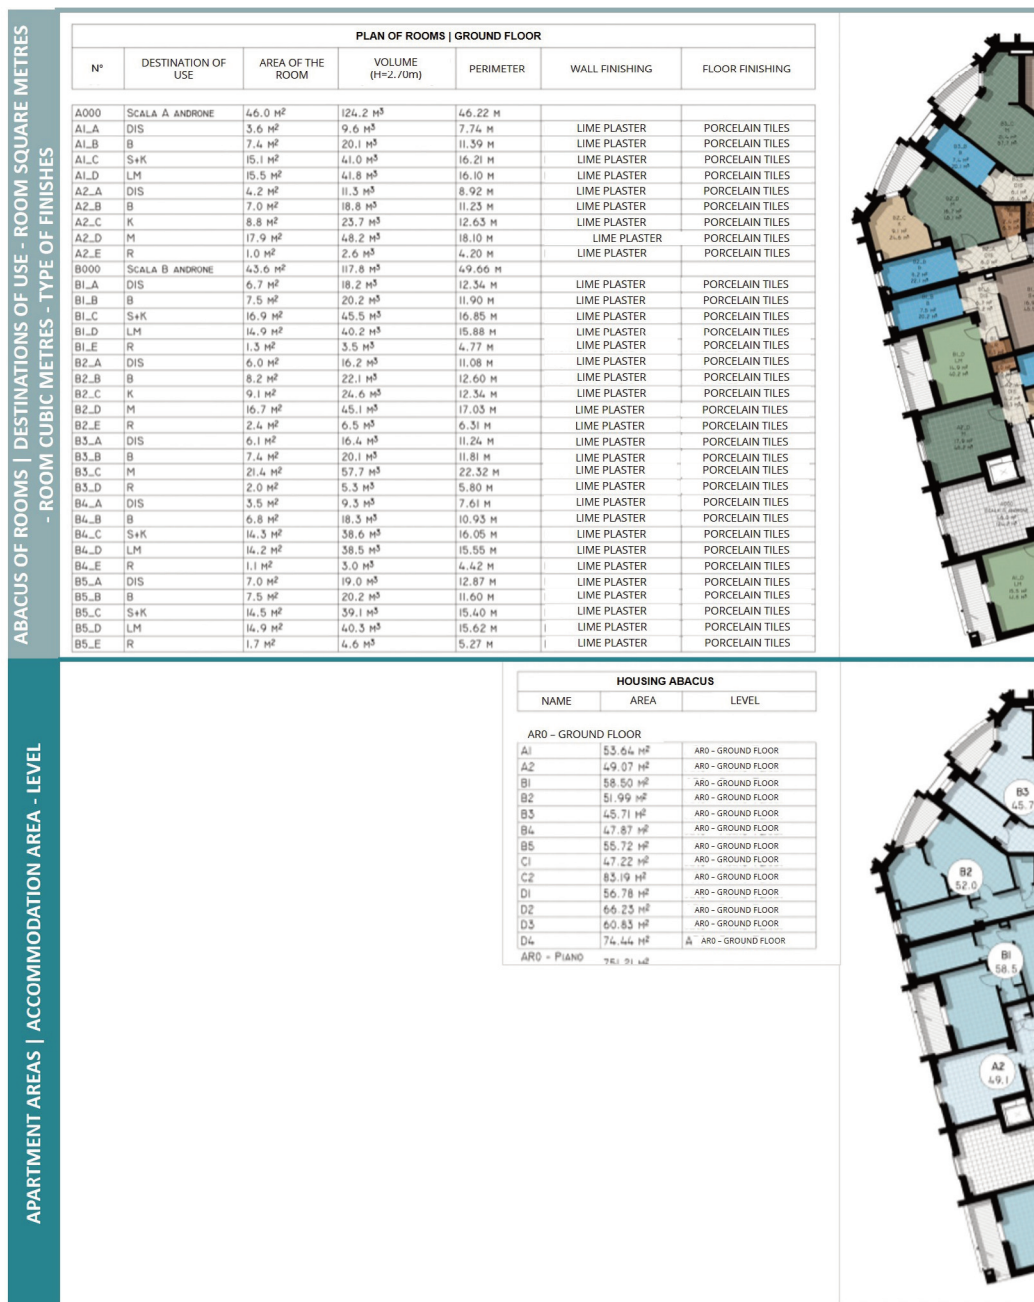 ABACUS OF ROOMS | DESTINATIONS OF USE - ROOM SQUARE METRES
- ROOM CUBIC METRES - TYPE OF FINISHES
PLAN OF ROOMS | GROUND FLOOR
N° DESTINATION OF USE AREA OF THE ROOM VOLUME (H=2.70m) PERIMETER WALL FINISHING FLOOR FINISHING
A000 SCALA A ANDRONE 46.0 M² 124.2 M³ 46.22 M
A1_A DIS 3.6 M² 9.6 M³ 7.74 M LIME PLASTER PORCELAIN TILES
A1_B B 7.4 M² 20.1 M³ 11.39 M LIME PLASTER PORCELAIN TILES
A1_C S+K 15.1 M² 41.0 M³ 16.21 M LIME PLASTER PORCELAIN TILES
A1_D LM 15.5 M² 41.8 M³ 16.10 M LIME PLASTER PORCELAIN TILES
A2_A DIS 4.2 M² 11.3 M³ 8.92 M LIME PLASTER PORCELAIN TILES
A2_B B 7.0 M² 18.8 M³ 11.23 M LIME PLASTER PORCELAIN TILES
A2_C K 8.8 M² 23.7 M³ 12.63 M LIME PLASTER PORCELAIN TILES
A2_D M 17.9 M² 48.2 M³ 18.10 M LIME PLASTER PORCELAIN TILES
A2_E R 1.0 M² 2.6 M³ 4.20 M LIME PLASTER PORCELAIN TILES
B000 SCALA B ANDRONE 43.6 M² 117.8 M³ 49.66 M
B1_A DIS 6.7 M² 18.2 M³ 12.34 M LIME PLASTER PORCELAIN TILES
B1_B B 7.5 M² 20.2 M³ 11.90 M LIME PLASTER PORCELAIN TILES
B1_C S+K 16.9 M² 45.5 M³ 16.85 M LIME PLASTER PORCELAIN TILES
B1_D LM 14.9 M² 40.2 M³ 15.88 M LIME PLASTER PORCELAIN TILES
B1_E R 1.3 M² 3.5 M³ 4.77 M LIME PLASTER PORCELAIN TILES
B2_A DIS 6.0 M² 16.2 M³ 11.08 M LIME PLASTER PORCELAIN TILES
B2_B B 8.2 M² 22.1 M³ 12.60 M LIME PLASTER PORCELAIN TILES
B2_C K 9.1 M² 24.6 M³ 12.34 M LIME PLASTER PORCELAIN TILES
B2_D M 16.7 M² 45.1 M³ 17.03 M LIME PLASTER PORCELAIN TILES
B2_E R 2.4 M² 6.5 M³ 6.31 M LIME PLASTER PORCELAIN TILES
B3_A DIS 6.1 M² 16.4 M³ 11.24 M LIME PLASTER PORCELAIN TILES
B3_B B 7.4 M² 20.1 M³ 11.81 M LIME PLASTER PORCELAIN TILES
B3_C M 21.4 M² 57.7 M³ 22.32 M LIME PLASTER PORCELAIN TILES
B3_D R 2.0 M² 5.3 M³ 5.80 M LIME PLASTER PORCELAIN TILES
B4_A DIS 3.5 M² 9.3 M³ 7.61 M LIME PLASTER PORCELAIN TILES
B4_B B 6.8 M² 18.3 M³ 10.93 M LIME PLASTER PORCELAIN TILES
B4_C S+K 14.3 M² 38.6 M³ 16.05 M LIME PLASTER PORCELAIN TILES
B4_D LM 14.2 M² 38.5 M³ 15.55 M LIME PLASTER PORCELAIN TILES
B4_E R 1.1 M² 3.0 M³ 4.42 M LIME PLASTER PORCELAIN TILES
B5_A DIS 7.0 M² 19.0 M³ 12.87 M LIME PLASTER PORCELAIN TILES
B5_B B 7.5 M² 20.2 M³ 11.60 M LIME PLASTER PORCELAIN TILES
B5_C S+K 14.5 M² 39.1 M³ 15.40 M LIME PLASTER PORCELAIN TILES
B5_D LM 14.9 M² 40.3 M³ 15.62 M LIME PLASTER PORCELAIN TILES
B5_E R 1.7 M² 4.6 M³ 5.27 M LIME PLASTER PORCELAIN TILES
APARTMENT AREAS | ACCOMMODATION AREA - LEVEL
HOUSING ABACUS
NAME AREA LEVEL
AR0 – GROUND FLOOR
A1 53.64 M² AR0 – GROUND FLOOR
A2 49.07 M² AR0 – GROUND FLOOR
B1 58.50 M² AR0 – GROUND FLOOR
B2 51.99 M² AR0 – GROUND FLOOR
B3 45.71 M² AR0 – GROUND FLOOR
B4 47.87 M² AR0 – GROUND FLOOR
B5 55.72 M² AR0 – GROUND FLOOR
C1 47.22 M² AR0 – GROUND FLOOR
C2 83.19 M² AR0 – GROUND FLOOR
D1 56.78 M² AR0 – GROUND FLOOR
D2 66.23 M² AR0 – GROUND FLOOR
D3 60.83 M² AR0 – GROUND FLOOR
D4 74.44 M² A AR0 – GROUND FLOOR
AR0 - PIANO 751.21 M²
B3
45.7
B2
52.0
B1
58.5
A2
49.1